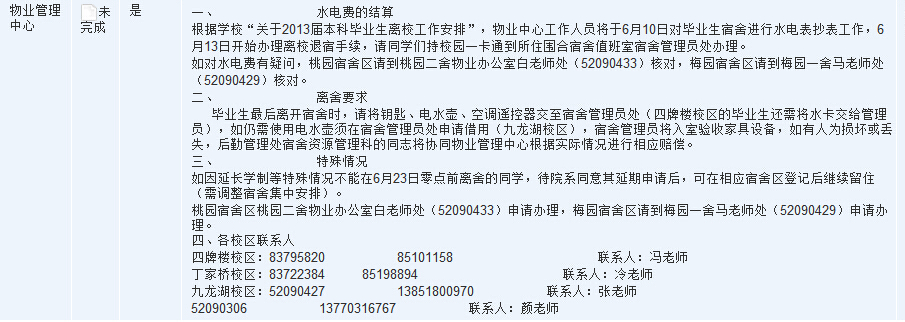 物业管理中心
未完成
是
一、 水电费的结算
根据学校“关于2013届本科毕业生离校工作安排”，物业中心工作人员将于6月10日对毕业生宿舍进行水电表抄表工作，6
月13日开始办理离校退宿手续，请同学们持校园一卡通到所住围合宿舍值班室宿舍管理员处办理。
如对水电费有疑问，桃园宿舍区请到桃园二舍物业办公室白老师处（52090433）核对，梅园宿舍区请到梅园一舍马老师处
（52090429）核对。
二、 离舍要求
毕业生最后离开宿舍时，请将钥匙、电水壶、空调遥控器交至宿舍管理员处（四牌楼校区的毕业生还需将水卡交给管理
员），如仍需使用电水壶须在宿舍管理员处申请借用（九龙湖校区），宿舍管理员将入室验收家具设备，如有人为损坏或丢
失，后勤管理处宿舍资源管理科的同志将协同物业管理中心根据实际情况进行相应赔偿。
三、 特殊情况
如因延长学制等特殊情况不能在6月23日零点前离舍的同学，待院系同意其延期申请后，可在相应宿舍区登记后继续留住
（需调整宿舍集中安排）。
桃园宿舍区桃园二舍物业办公室白老师处（52090433）申请办理，梅园宿舍区请到梅园一舍马老师处（52090429）申请办
理。
四、各校区联系人
四牌楼校区：83795820 85101158 联系人：冯老师
丁家桥校区：83722384 85198894 联系人：冷老师
九龙湖校区：52090427 13851800970 联系人：张老师
52090306 13770316767 联系人：颜老师